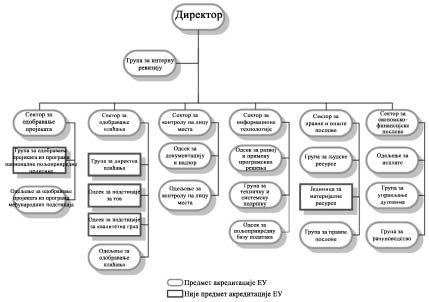 Директор
Група за интерну
ревизију
Сектор за
одобравање
пројеката
Група за одобравање
пројеката из програма
националне пољопривредне
политике
Одељење за одобравање
пројеката из програма
међународних подстицаја
Сектор за
одобравање
плаћања
Група за директна
плаћања
Одсек за подстицаје
за тов
Одсек за подстицаје
за квалитетна грла
Одељење за
одобравање
плаћања
Сектор за
контролу на лицу
места
Одсек за
документацију
и надзор
Одељење за
контролу на лицу
места
Сектор за
информационе
технологије
Одсек за развој
и примену
програмских
решења
Група за
техничку и
системску
подршку
Одсек за
пољопривредну
базу података
Сектор за
правне и опште
послове
Група за људске
ресурсе
Јединица за
материјалне
ресурсе
Група за правне
послове
Сектор за
економско-
финансијске
послове
Одељење за
исплате
Група за
управљање
дуговима
Група за
рачуноводство
Предмет акредитације ЕУ
Није предмет акредитације ЕУ